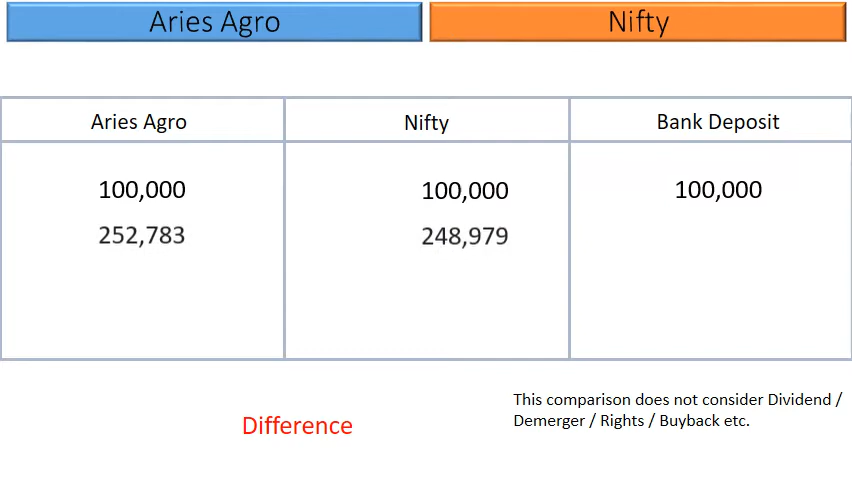 Aries Agro
Nifty
Aries Agro
Nifty
Bank Deposit
100,000
100,000
100,000
252,783
248,979
This comparison does not consider Dividend /
Demerger / Rights / Buyback etc.
Difference